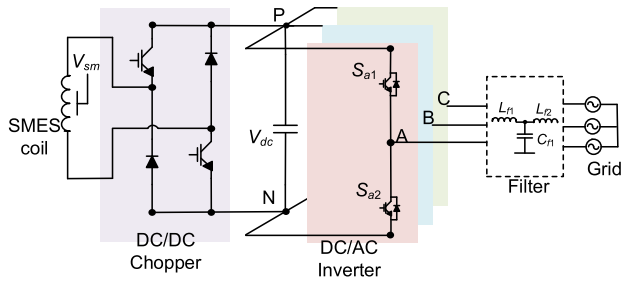 P
V_sm
SMES
coil
V_dc
N
DC/DC
Chopper
S_a1
S_a2
C
B
A
DC/AC
Inverter
L_f1
L_f2
C_f1
Filter
Grid